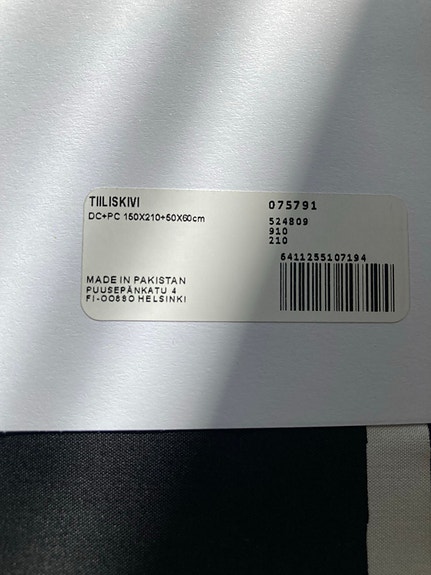 TIILISKIVI
DC+PC 150X210+50X60cm
075791
524809
910
210
6411255107194
MADE IN PAKISTAN
PUUSEPÄNKATU 4
FI-00880 HELSINKI